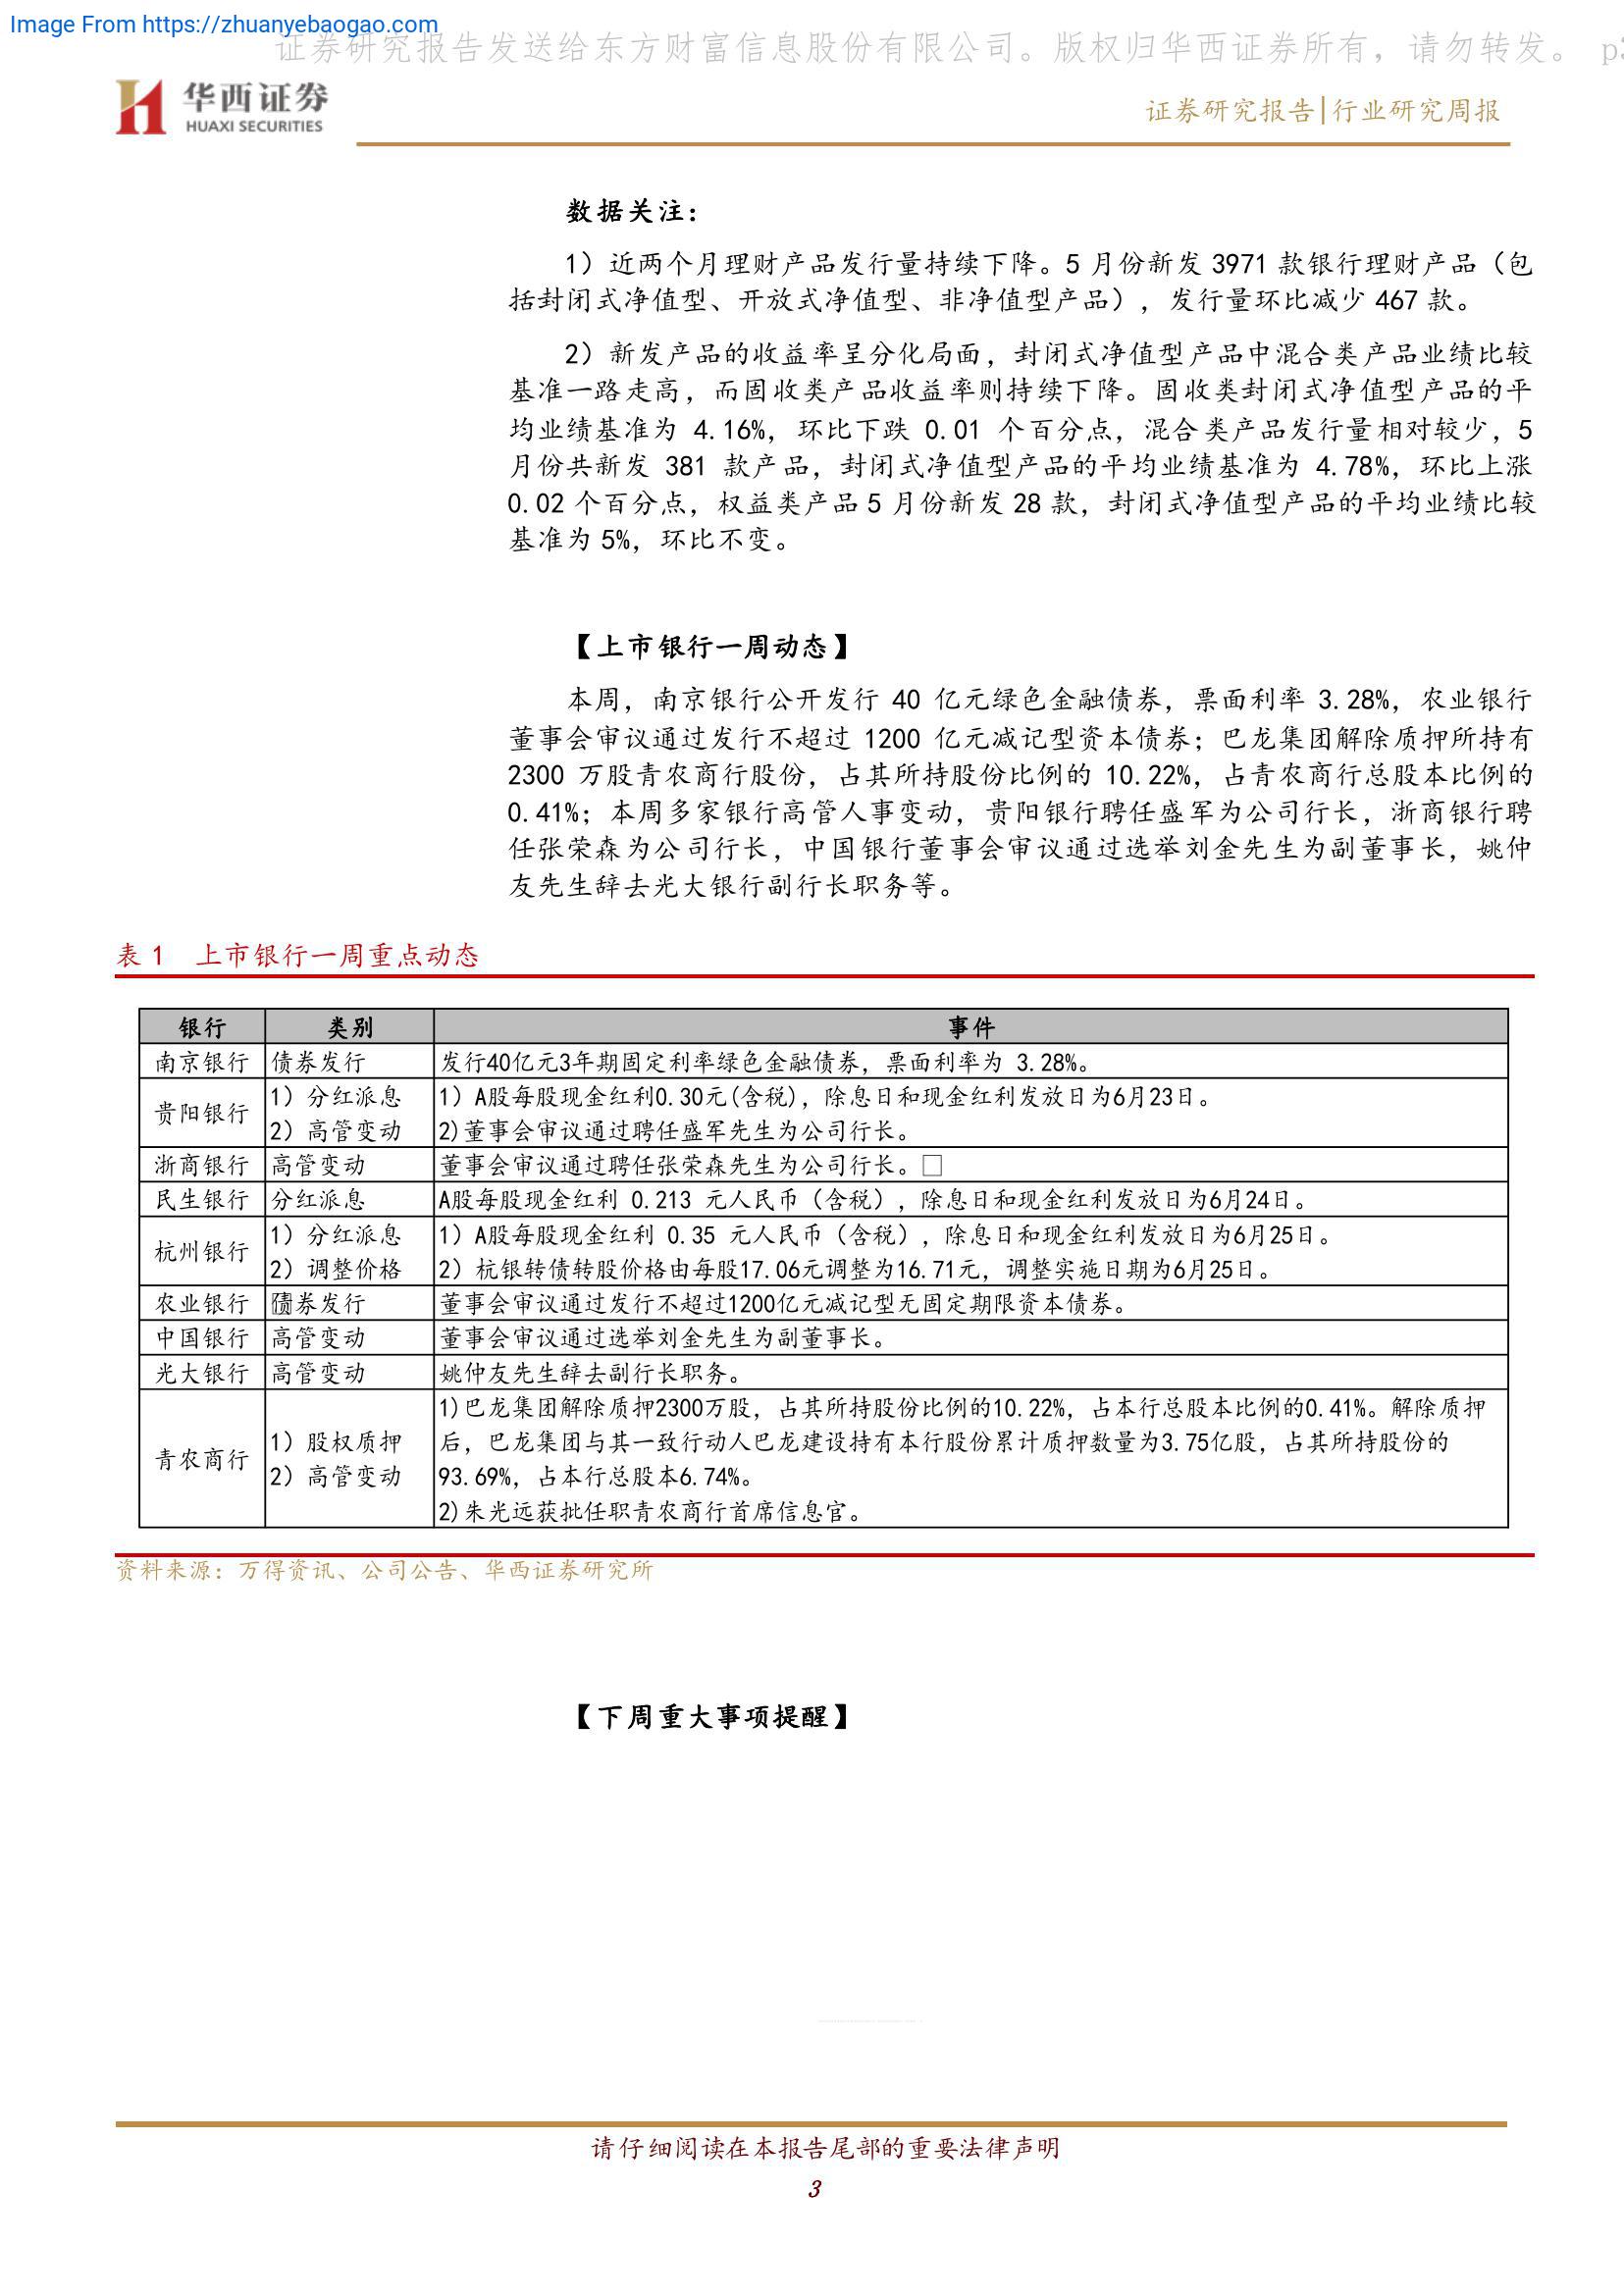 Image From https://zhuanyebaogao.com
证券研究报告发送给东方财富信息股份有限公司。版权归华西证券所有，请勿转发。 p3
华西证券
HUAXI SECURITIES
证券研究报告|行业研究周报
数据关注：
1）近两个月理财产品发行量持续下降。5 月份新发 3971 款银行理财产品（包
括封闭式净值型、开放式净值型、非净值型产品），发行量环比减少 467 款。
2）新发产品的收益率呈分化局面，封闭式净值型产品中混合类产品业绩比较
基准一路走高，而固收类产品收益率则持续下降。固收类封闭式净值型产品的平
均业绩基准为 4.16%，环比下跌 0.01 个百分点，混合类产品发行量相对较少，5
月份共新发 381 款产品，封闭式净值型产品的平均业绩基准为 4.78%，环比上涨
0.02 个百分点，权益类产品 5 月份新发 28 款，封闭式净值型产品的平均业绩比较
基准为 5%，环比不变。
【上市银行一周动态】
本周，南京银行公开发行 40 亿元绿色金融债券，票面利率 3.28%，农业银行
董事会审议通过发行不超过 1200 亿元减记型资本债券；巴龙集团解除质押所持有
2300 万股青农商行股份，占其所持股份比例的 10.22%，占青农商行总股本比例的
0.41%；本周多家银行高管人事变动，贵阳银行聘任盛军为公司行长，浙商银行聘
任张荣森为公司行长，中国银行董事会审议通过选举刘金先生为副董事长，姚仲
友先生辞去光大银行副行长职务等。
表 1 上市银行一周重点动态
银行 类别 事件
南京银行 债券发行 发行40亿元3年期固定利率绿色金融债券，票面利率为 3.28%。
贵阳银行 1）分红派息 1）A股每股现金红利0.30元(含税)，除息日和现金红利发放日为6月23日。
2）高管变动 2)董事会审议通过聘任盛军先生为公司行长。
浙商银行 高管变动 董事会审议通过聘任张荣森先生为公司行长。□
民生银行 分红派息 A股每股现金红利 0.213 元人民币（含税），除息日和现金红利发放日为6月24日。
杭州银行 1）分红派息 1）A股每股现金红利 0.35 元人民币（含税），除息日和现金红利发放日为6月25日。
2）调整价格 2）杭银转债转股价格由每股17.06元调整为16.71元，调整实施日期为6月25日。
农业银行 债券发行 董事会审议通过发行不超过1200亿元减记型无固定期限资本债券。
中国银行 高管变动 董事会审议通过选举刘金先生为副董事长。
光大银行 高管变动 姚仲友先生辞去副行长职务。
青农商行 1）股权质押 1)巴龙集团解除质押2300万股，占其所持股份比例的10.22%，占本行总股本比例的0.41%。解除质押
2）高管变动 后，巴龙集团与其一致行动人巴龙建设持有本行股份累计质押数量为3.75亿股，占其所持股份的
93.69%，占本行总股本6.74%。
2)朱光远获批任职青农商行首席信息官。
资料来源：万得资讯、公司公告、华西证券研究所
【下周重大事项提醒】
请仔细阅读在本报告尾部的重要法律声明
3